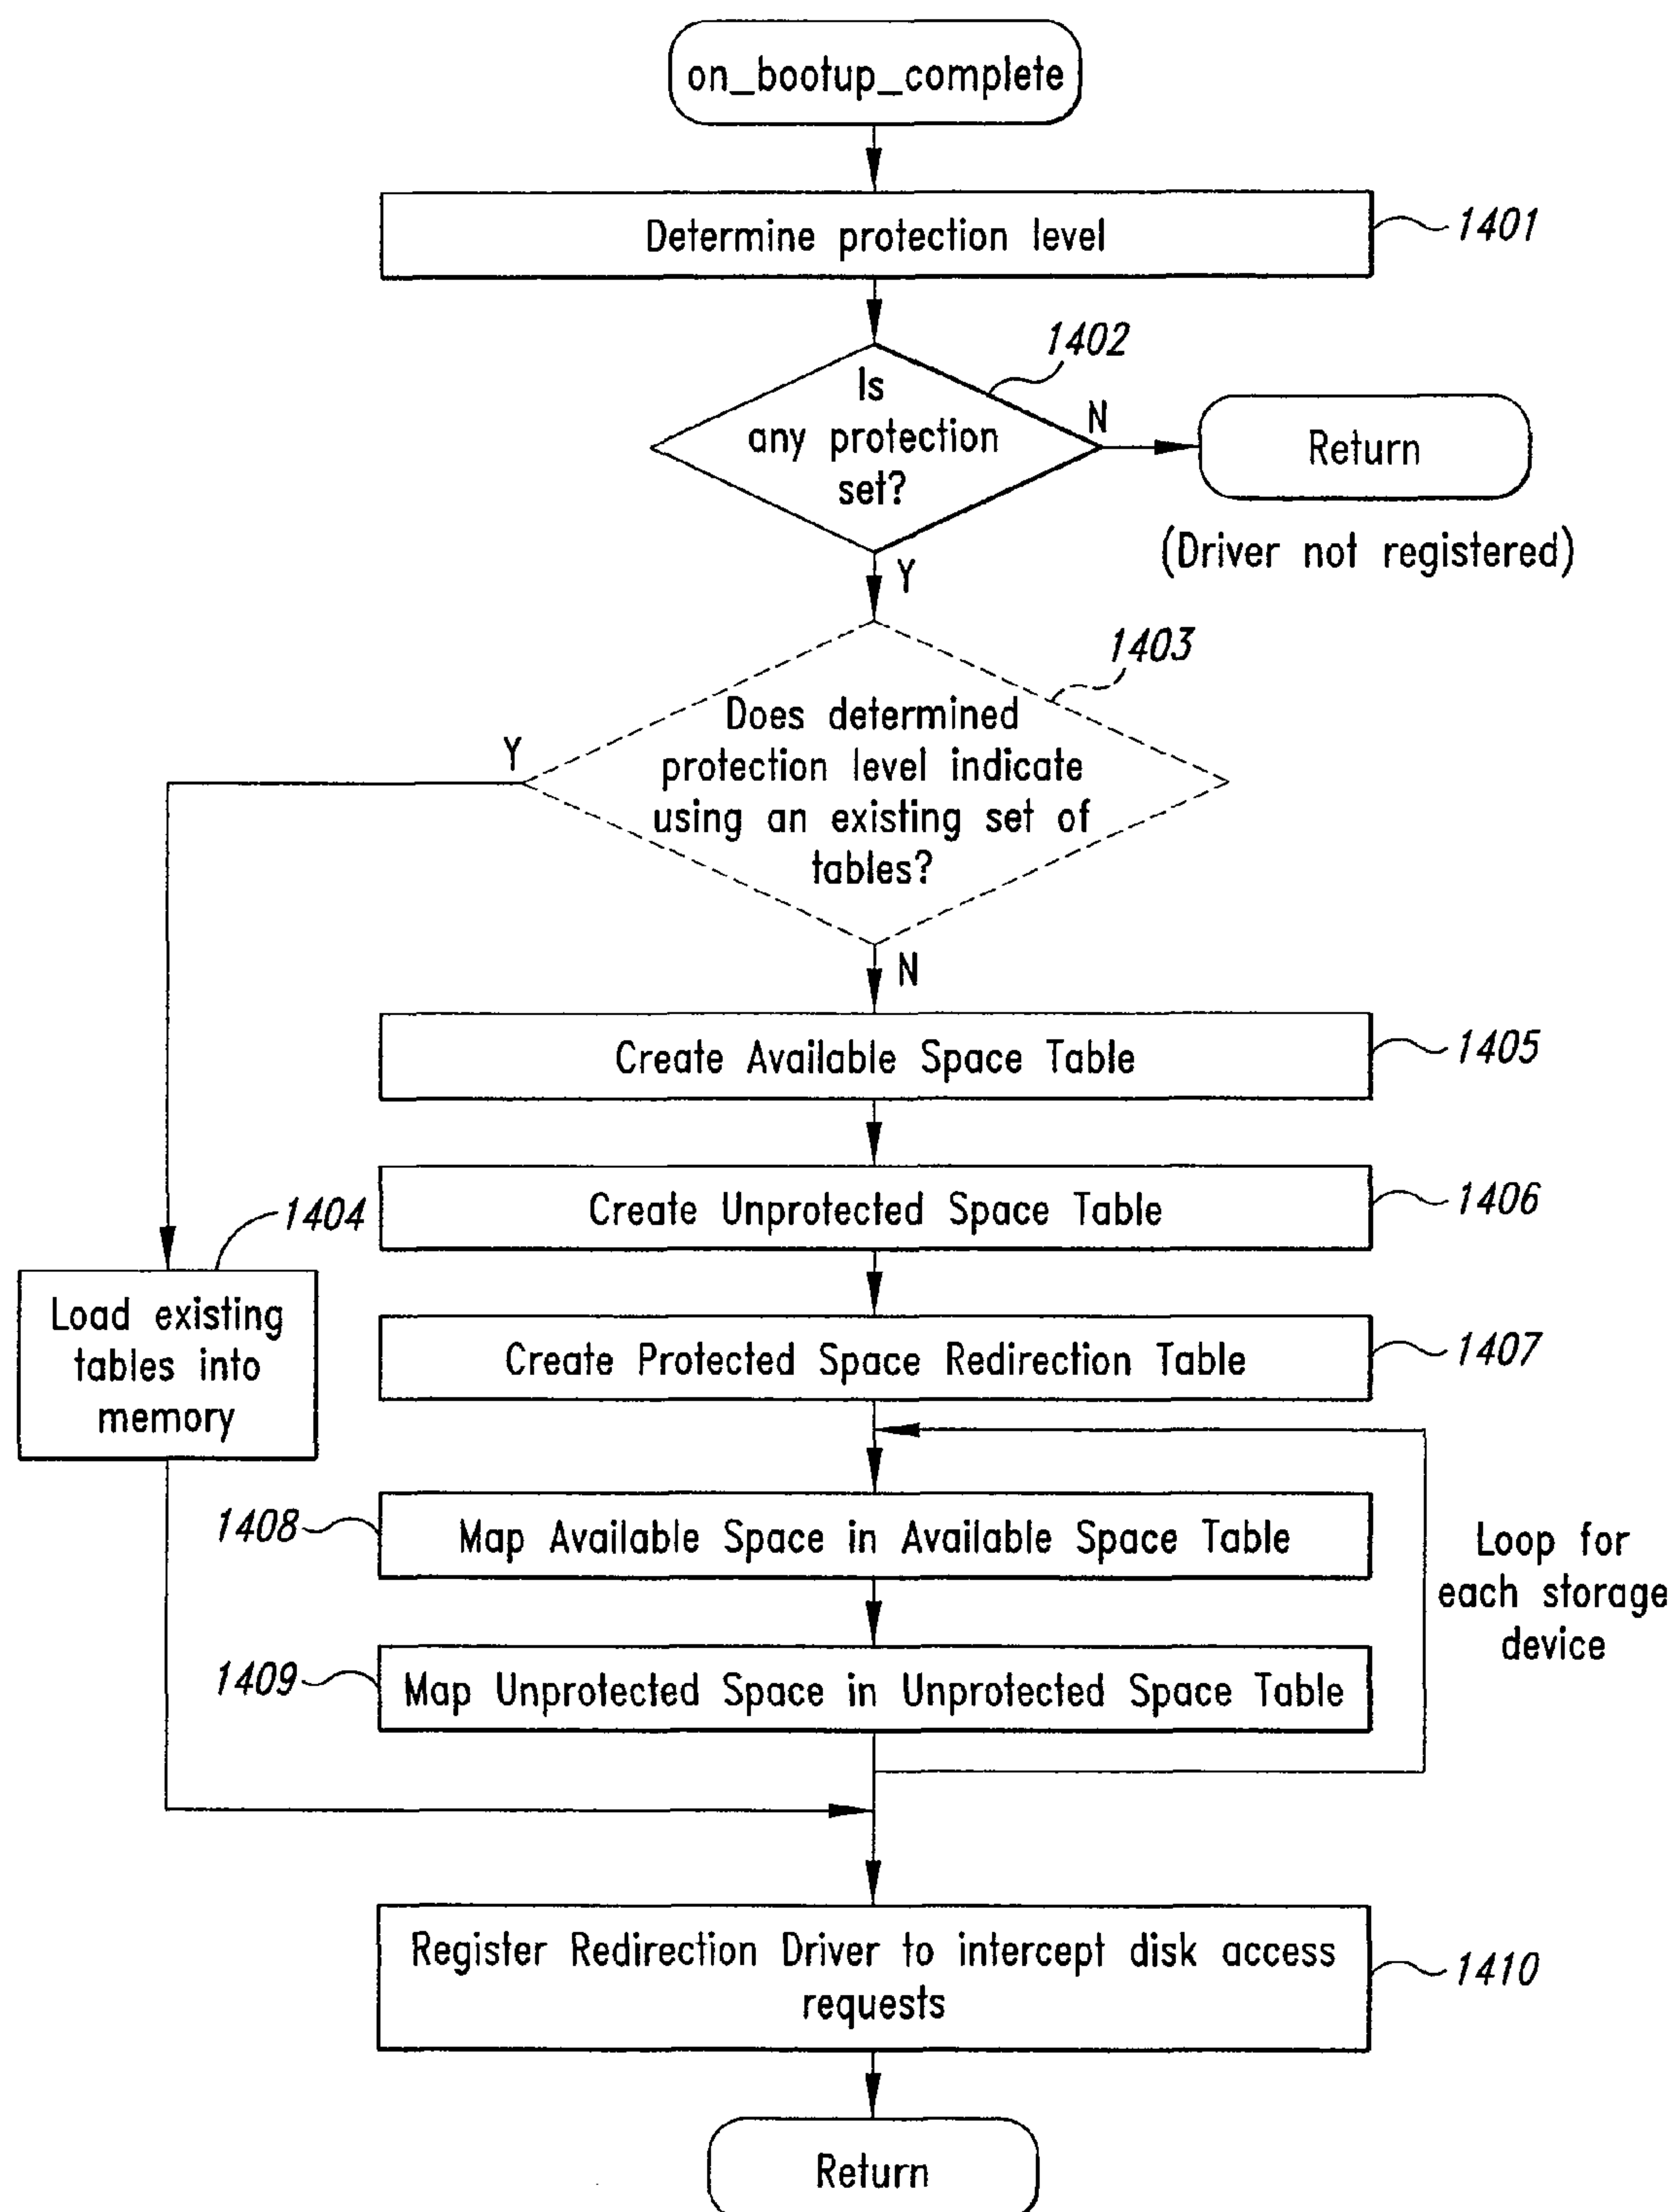 on_bootup_complete
Determine protection level
1401
1402
Is
any protection
set?
N
Return
(Driver not registered)
Y
1403
Does determined
protection level indicate
using an existing set of
tables?
Y
N
Create Available Space Table
1405
Create Unprotected Space Table
1406
1404
Load existing
tables into
memory
Create Protected Space Redirection Table
1407
1408
Map Available Space in Available Space Table
Loop for
each storage
device
1409
Map Unprotected Space in Unprotected Space Table
Register Redirection Driver to intercept disk access
requests
1410
Return